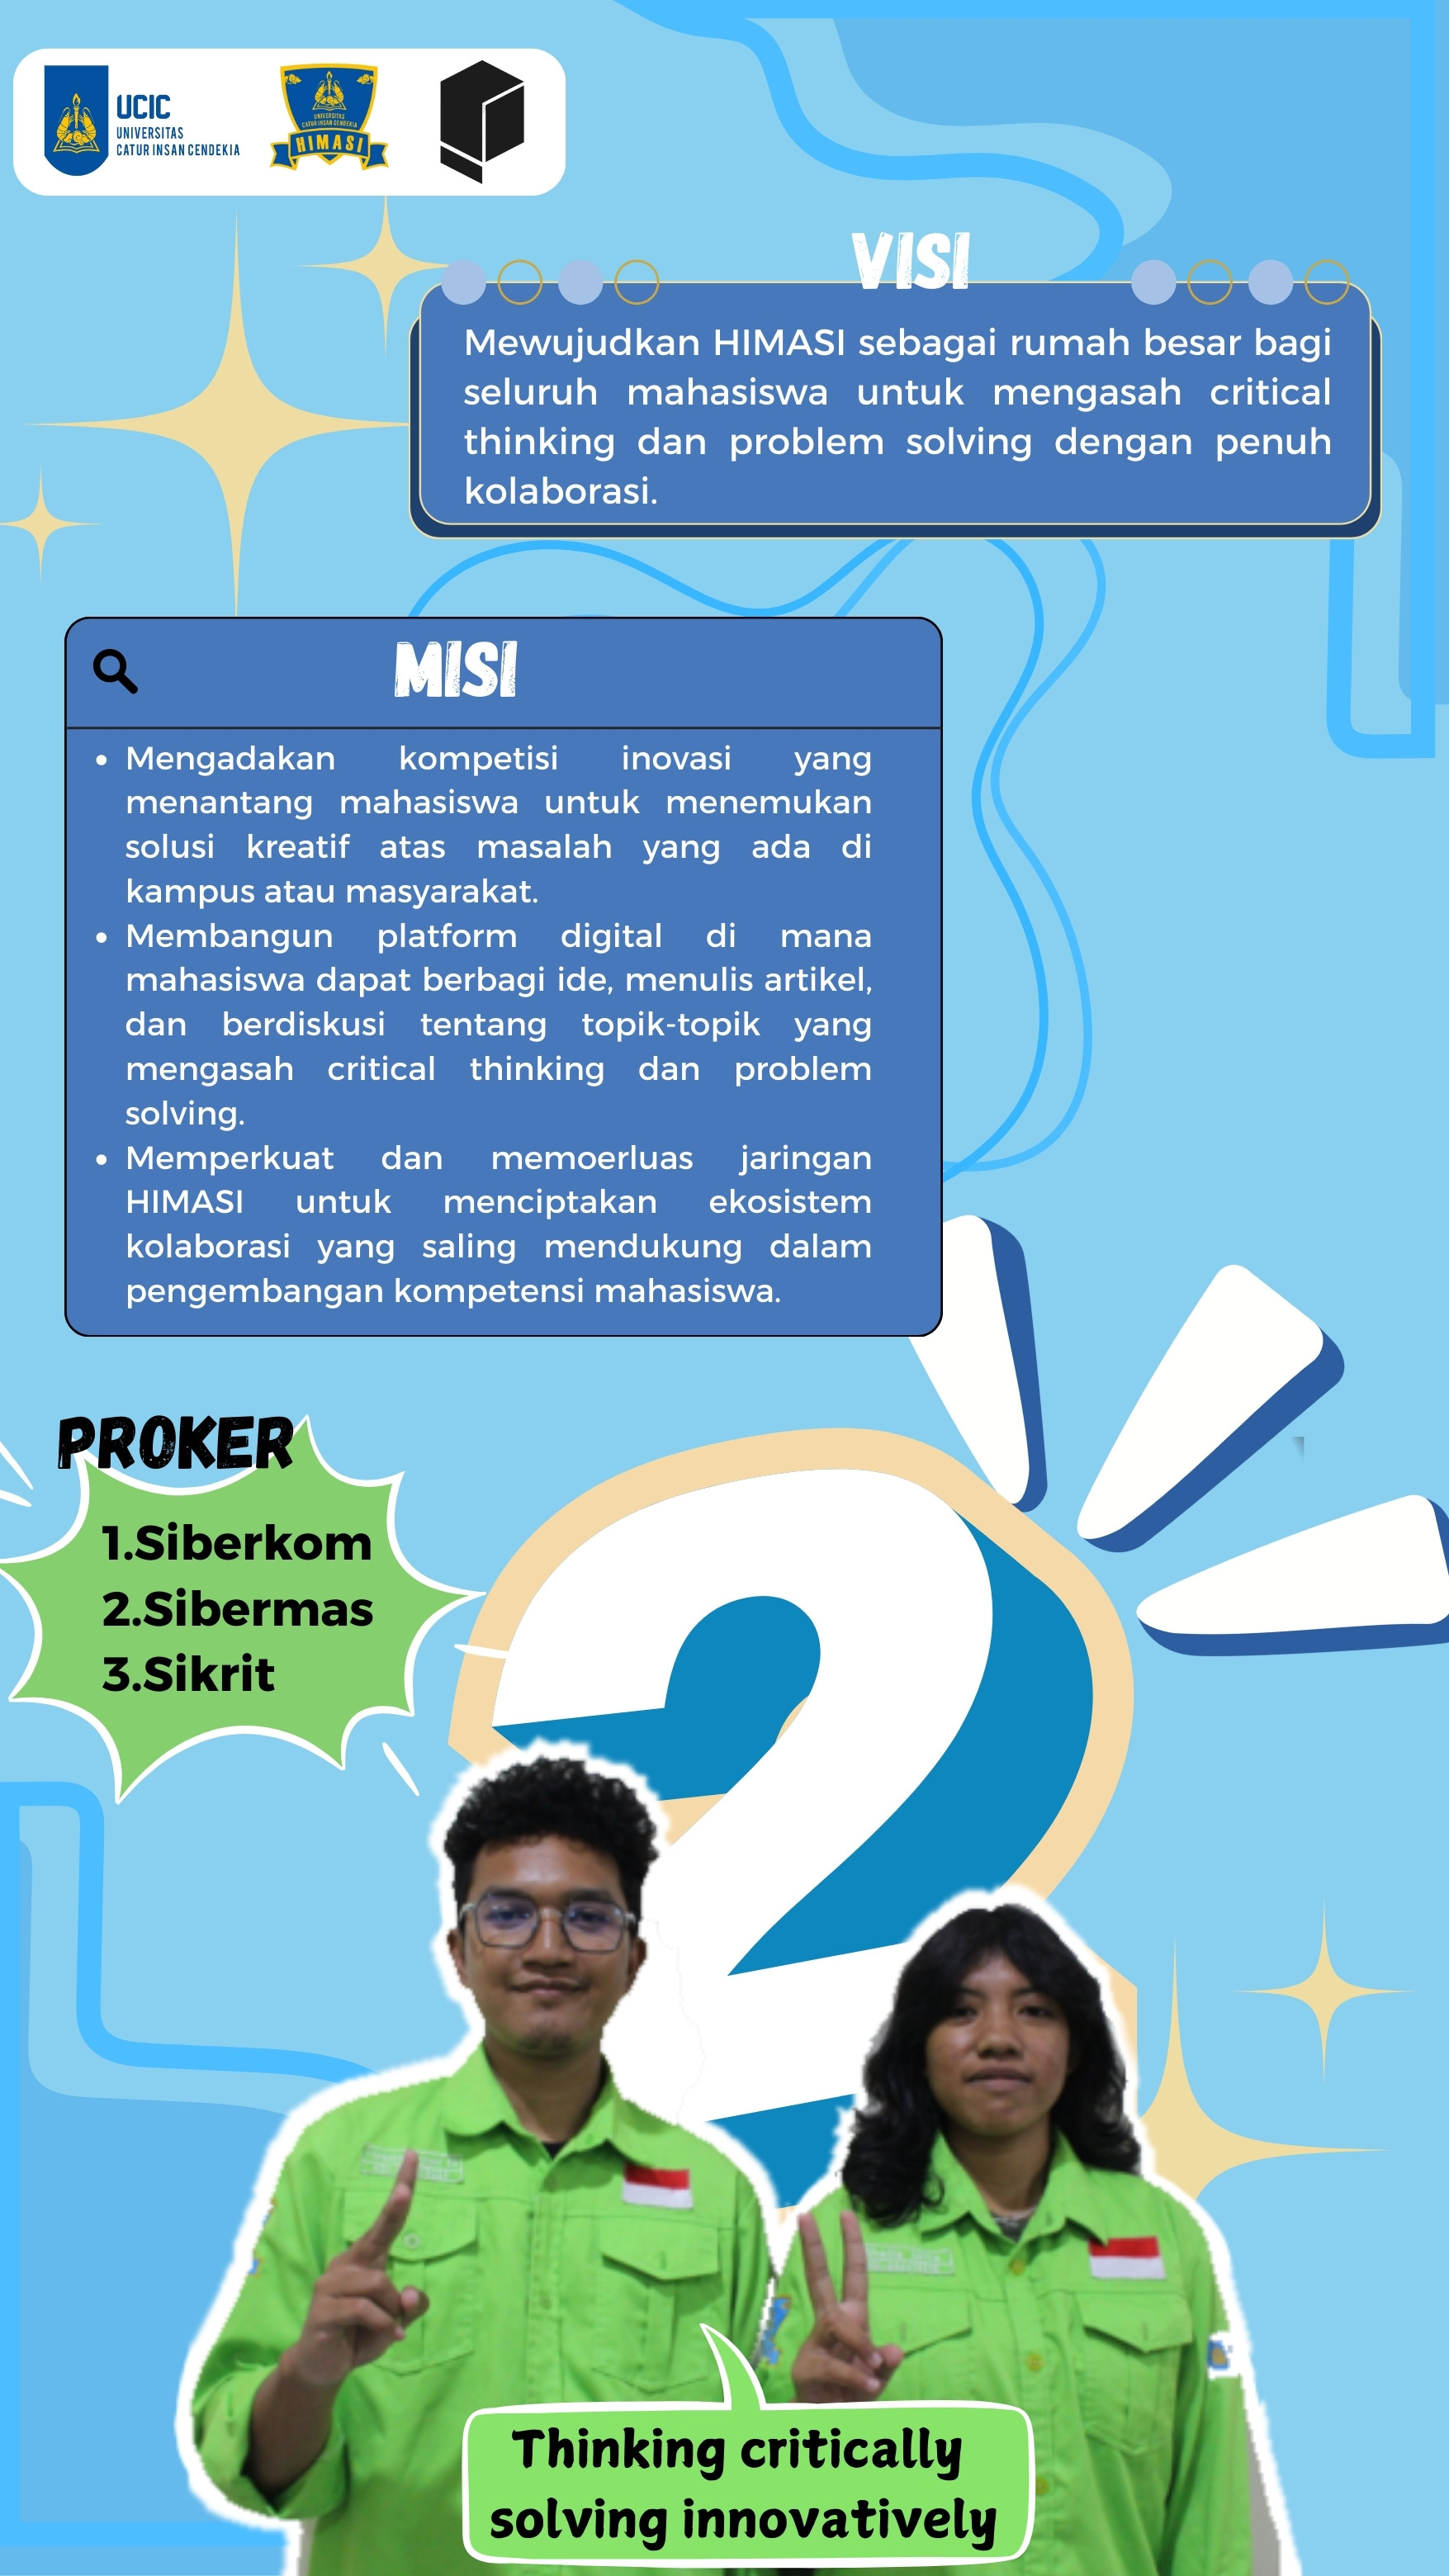 UCIC
UNIVERSITAS
CATUR INSAN CENDEKIA
UNIVERSITAS
CATUR INSAN CENDEKIA
HIMASI
VISI
Mewujudkan HIMASI sebagai rumah besar bagi
seluruh mahasiswa untuk mengasah critical
thinking dan problem solving dengan penuh
kolaborasi.
MISI
• Mengadakan kompetisi inovasi yang
menantang mahasiswa untuk menemukan
solusi kreatif atas masalah yang ada di
kampus atau masyarakat.
• Membangun platform digital di mana
mahasiswa dapat berbagi ide, menulis artikel,
dan berdiskusi tentang topik-topik yang
mengasah critical thinking dan problem
solving.
• Memperkuat dan memoerluas jaringan
HIMASI untuk menciptakan ekosistem
kolaborasi yang saling mendukung dalam
pengembangan kompetensi mahasiswa.
PROKER
1.Siberkom
2.Sibermas
3.Sikrit
2
Thinking critically
solving innovatively